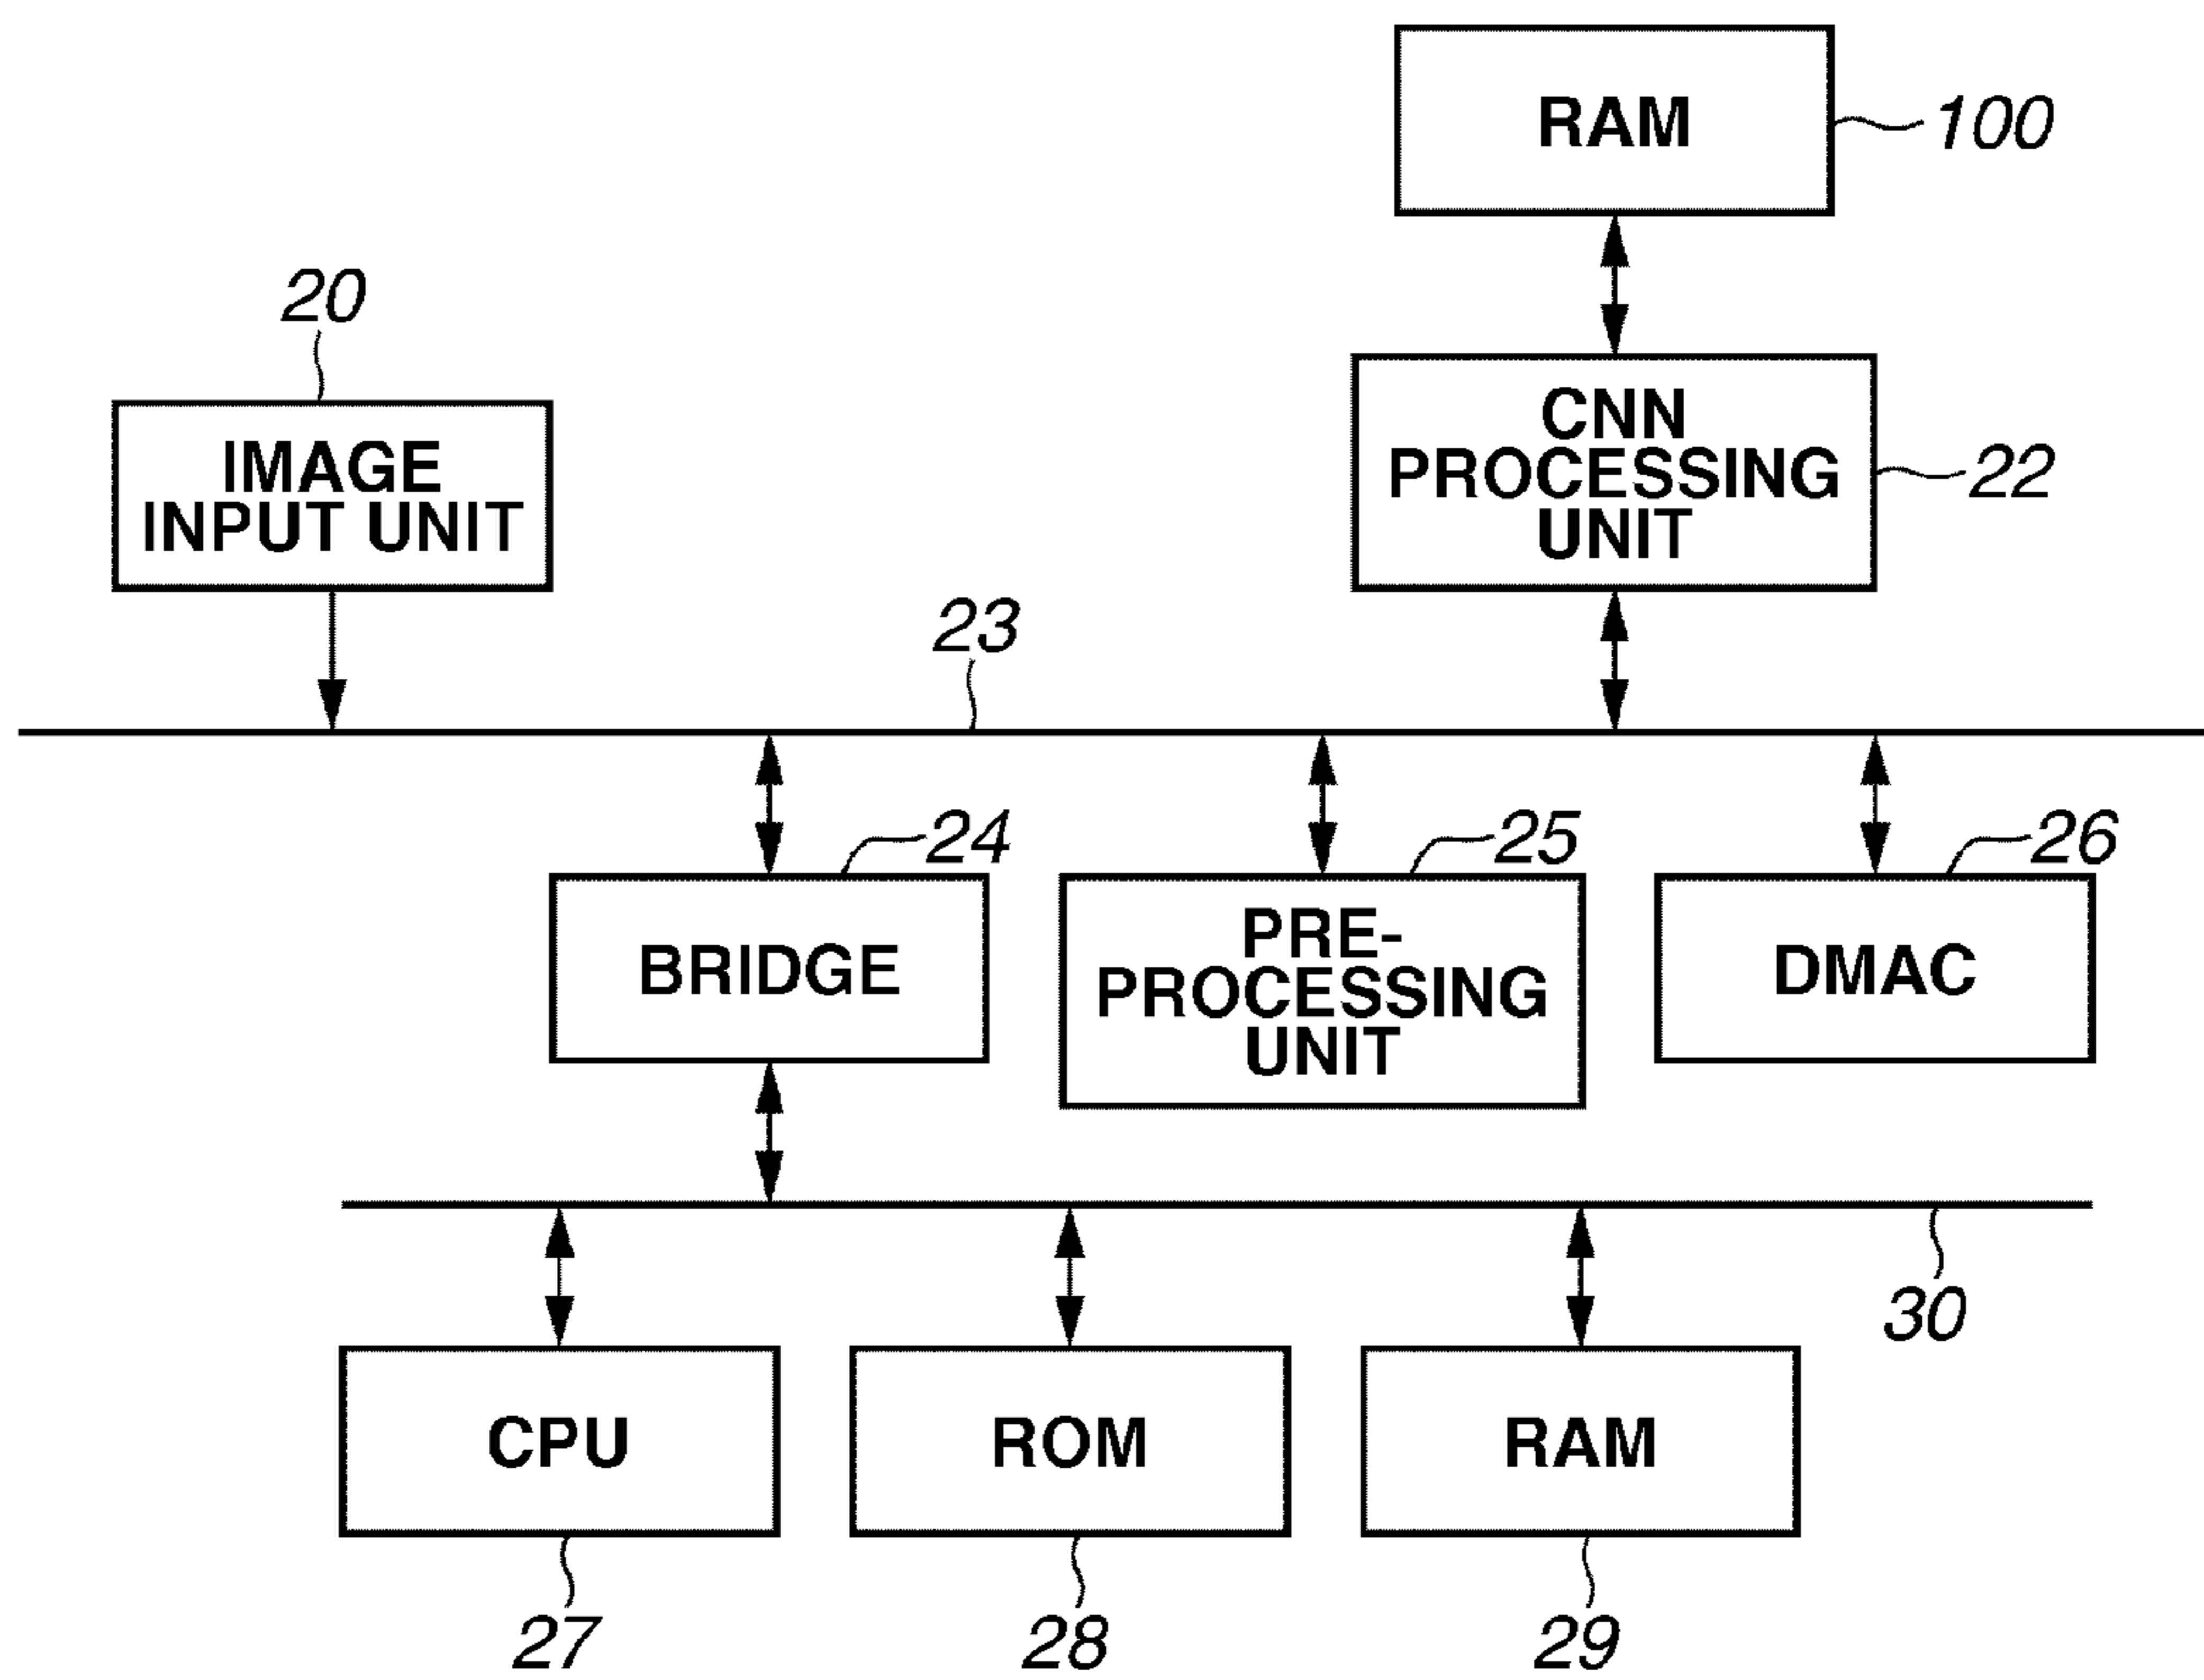 RAM
100
20
IMAGE
INPUT UNIT
CNN
PROCESSING
UNIT
22
23
24
25
26
BRIDGE
PRE-
PROCESSING
UNIT
DMAC
30
CPU
ROM
RAM
27
28
29